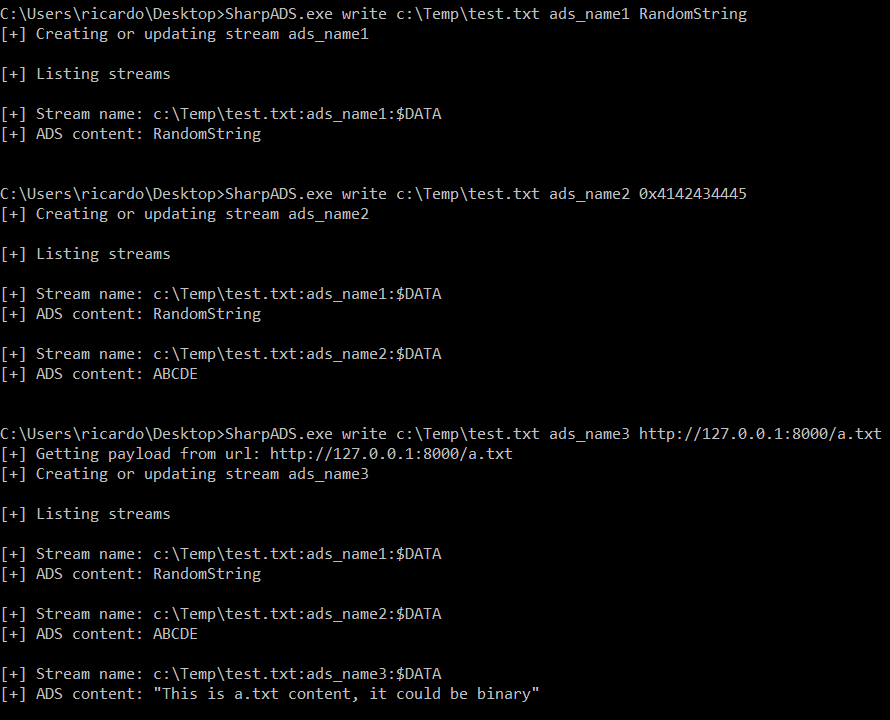 C:\Users\ricardo\Desktop>SharpADS.exe write c:\Temp\test.txt ads_name1 RandomString
[+] Creating or updating stream ads_name1
[+] Listing streams
[+] Stream name: c:\Temp\test.txt:ads_name1:$DATA
[+] ADS content: RandomString
C:\Users\ricardo\Desktop>SharpADS.exe write c:\Temp\test.txt ads_name2 0x4142434445
[+] Creating or updating stream ads_name2
[+] Listing streams
[+] Stream name: c:\Temp\test.txt:ads_name1:$DATA
[+] ADS content: RandomString
[+] Stream name: c:\Temp\test.txt:ads_name2:$DATA
[+] ADS content: ABCDE
C:\Users\ricardo\Desktop>SharpADS.exe write c:\Temp\test.txt ads_name3 http://127.0.0.1:8000/a.txt
[+] Getting payload from url: http://127.0.0.1:8000/a.txt
[+] Creating or updating stream ads_name3
[+] Listing streams
[+] Stream name: c:\Temp\test.txt:ads_name1:$DATA
[+] ADS content: RandomString
[+] Stream name: c:\Temp\test.txt:ads_name2:$DATA
[+] ADS content: ABCDE
[+] Stream name: c:\Temp\test.txt:ads_name3:$DATA
[+] ADS content: "This is a.txt content, it could be binary"